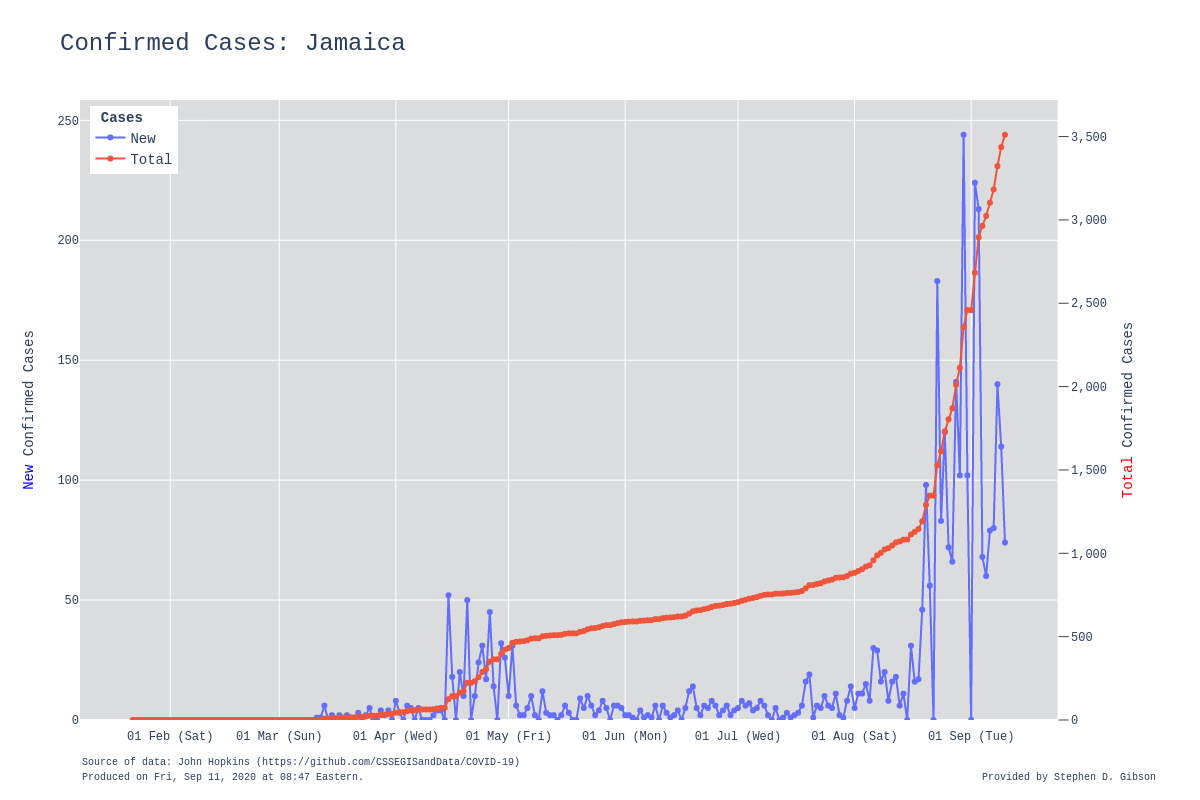 Confirmed Cases: Jamaica
Cases
New
Total
250
200
150
100
50
0
3,500
3,000
2,500
2,000
1,500
1,000
500
0
New Confirmed Cases
Total Confirmed Cases
01 Feb (Sat) 01 Mar (Sun) 01 Apr (Wed) 01 May (Fri) 01 Jun (Mon) 01 Jul (Wed) 01 Aug (Sat) 01 Sep (Tue)
Source of data: John Hopkins (https://github.com/CSSEGISandData/COVID-19)
Produced on Fri, Sep 11, 2020 at 08:47 Eastern.
Provided by Stephen D. Gibson